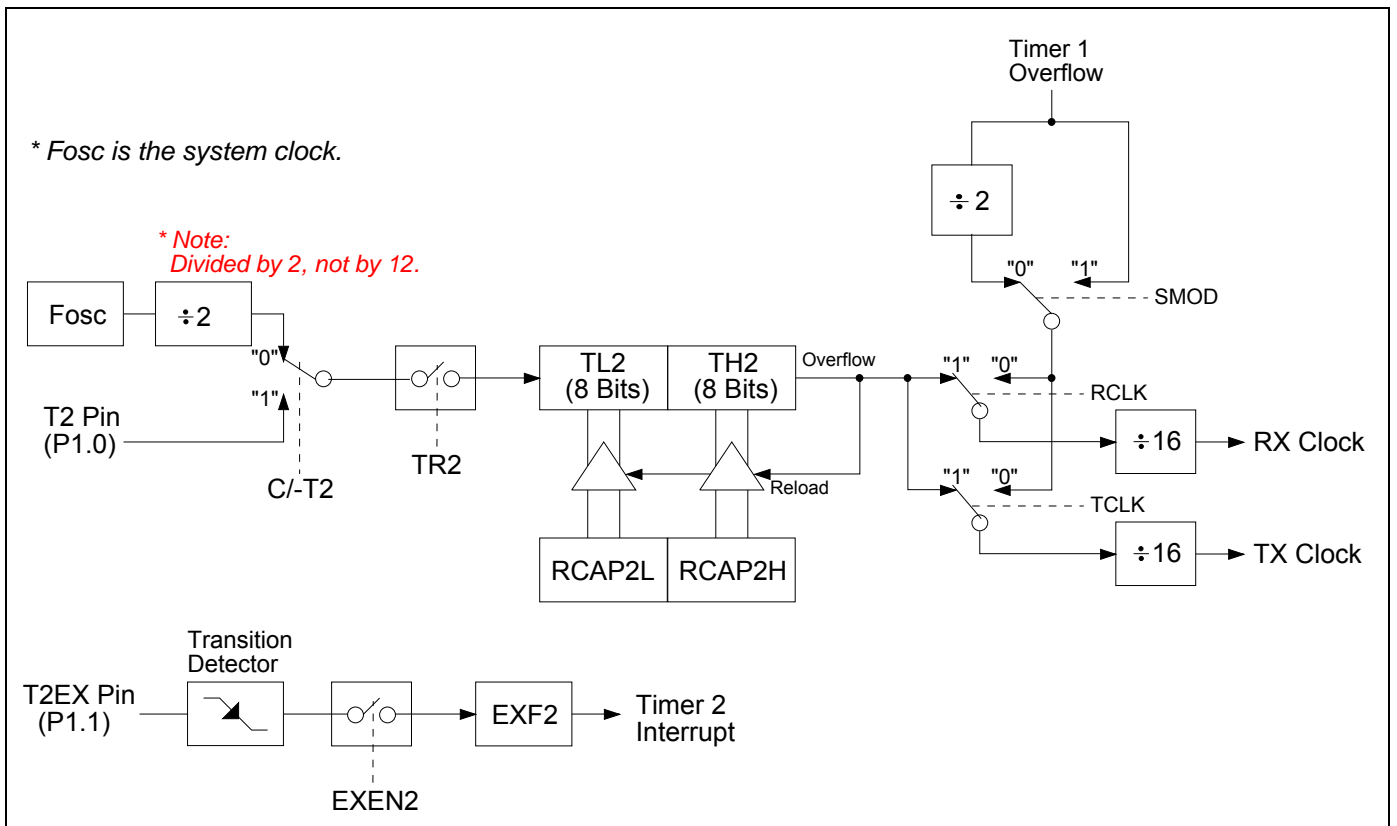 Timer 1
Overflow
* Fosc is the system clock.
÷ 2
* Note:
Divided by 2, not by 12.
"0"
"1"
SMOD
Fosc
÷2
"0"
"1"
T2 Pin
(P1.0)
C/-T2
TR2
TL2
(8 Bits)
TH2
(8 Bits)
Overflow
Reload
RCAP2L
RCAP2H
"1"
"0"
RCLK
÷16
RX Clock
"1"
"0"
TCLK
÷16
TX Clock
Transition
Detector
T2EX Pin
(P1.1)
EXEN2
EXF2
Timer 2
Interrupt